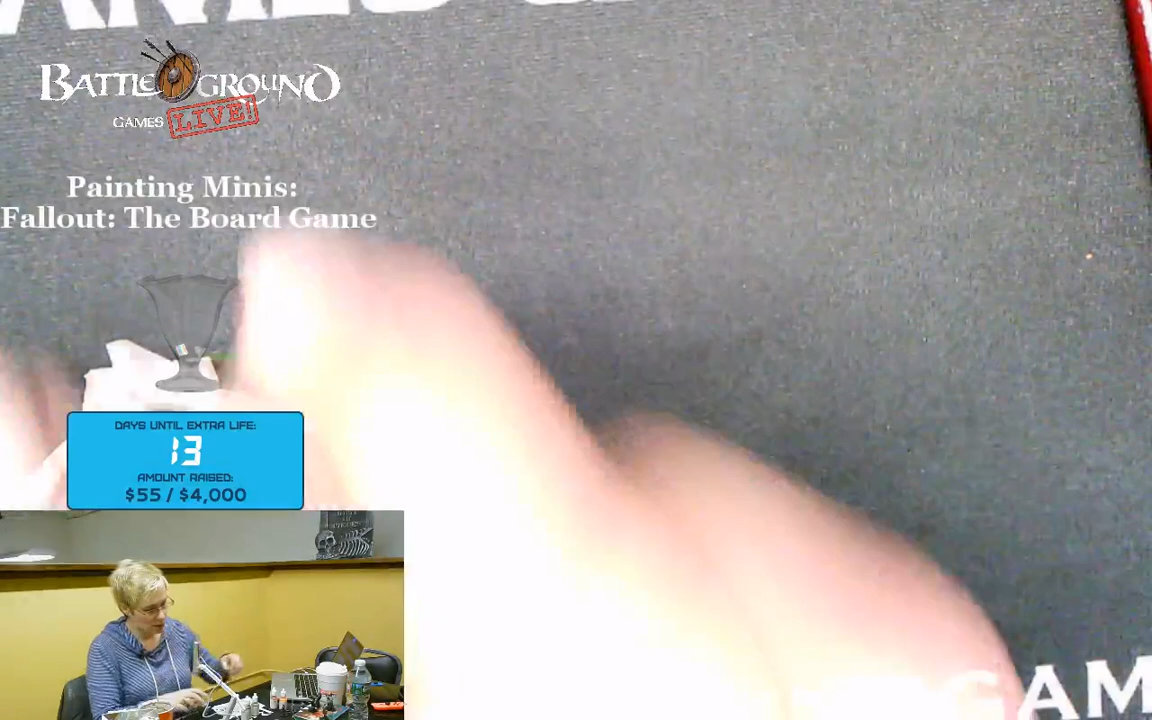 BATTLEGROUND
GAMES LIVE!
Painting Minis:
Fallout: The Board Game
DAYS UNTIL EXTRA LIFE:
13
AMOUNT RAISED:
$55 / $4,000
GAM